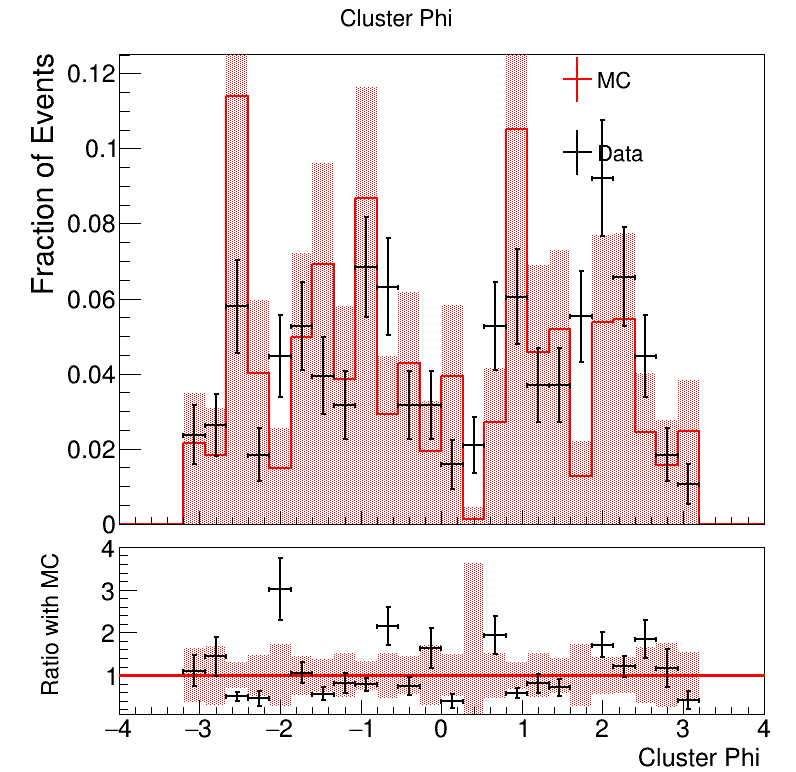 Cluster Phi
Fraction of Events
0.12
0.1
0.08
0.06
0.04
0.02
0
MC
Data
Ratio with MC
4
3
2
1
−4 −3 −2 −1 0 1 2 3 4
Cluster Phi